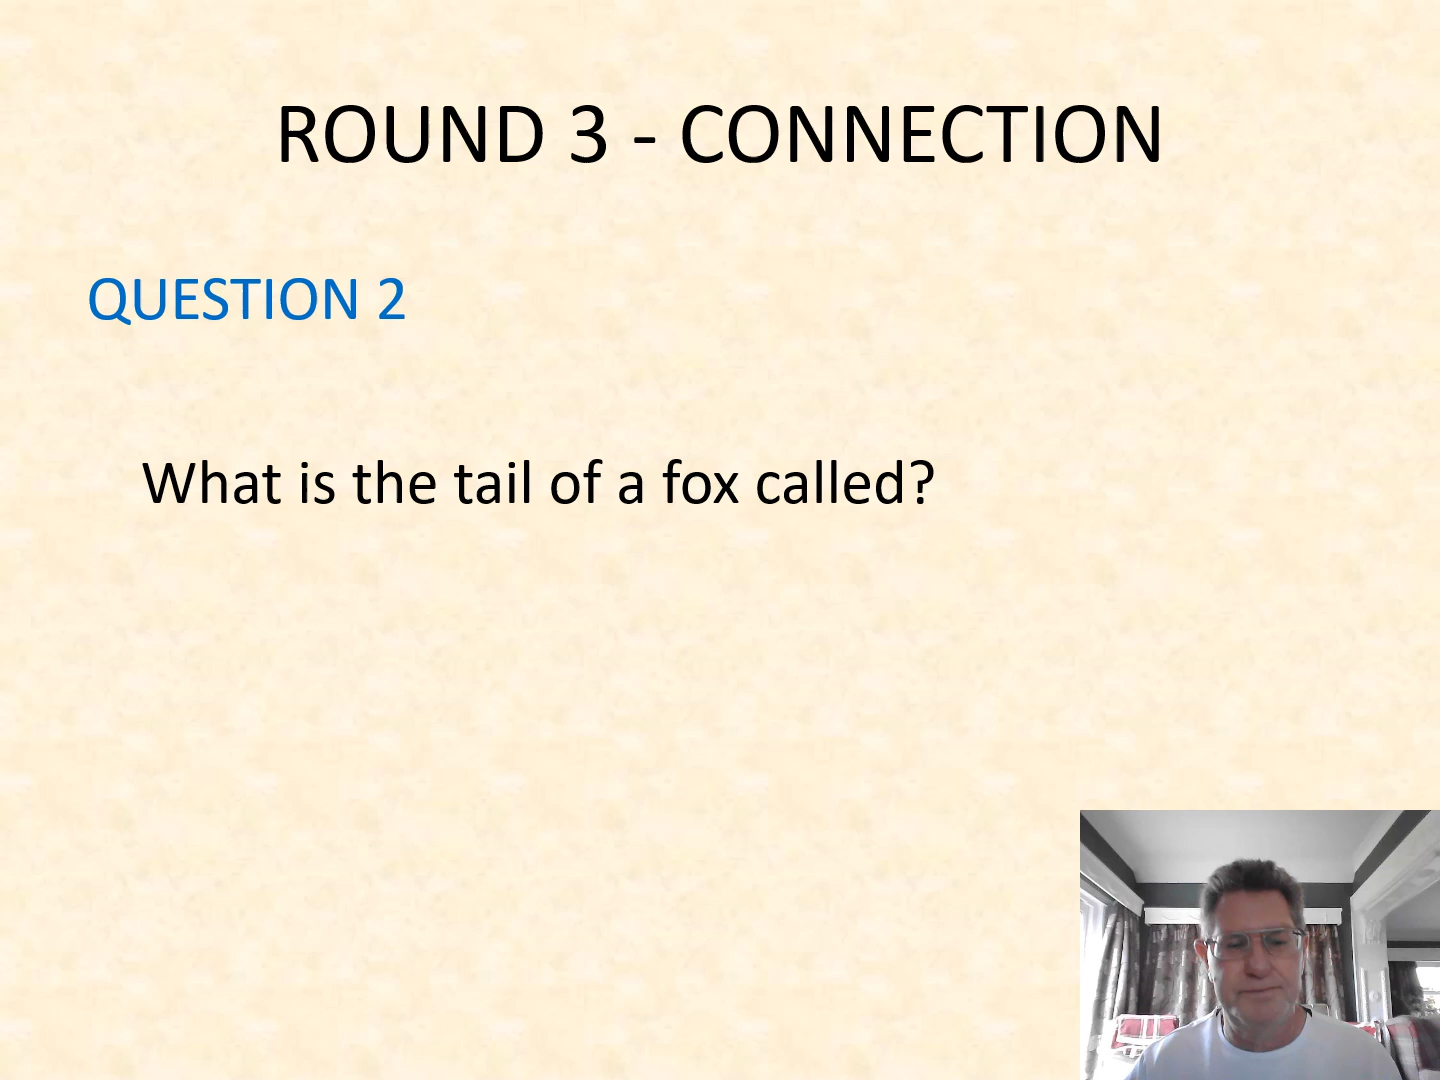 ROUND 3 - CONNECTION
QUESTION 2
What is the tail of a fox called?